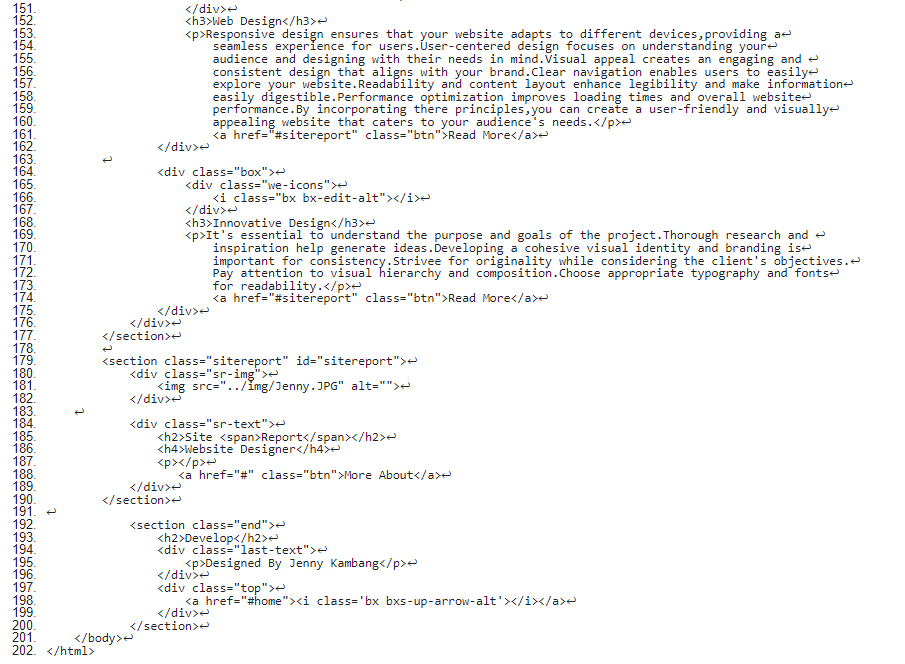 151. </div>↩
152. <h3>Web Design</h3>↩
153. <p>Responsive design ensures that your website adapts to different devices,providing a↩
154. seamless experience for users.User-centered design focuses on understanding your↩
155. audience and designing with their needs in mind.Visual appeal creates an engaging and ↩
156. consistent design that aligns with your brand.Clear navigation enables users to easily↩
157. explore your website.Readability and content layout enhance legibility and make information↩
158. easily digestible.Performance optimization improves loading times and overall website↩
159. performance.By incorporating there principles,you can create a user-friendly and visually↩
160. appealing website that caters to your audience's needs.</p>↩
161. <a href="#sitereport" class="btn">Read More</a>↩
162. </div>↩
163. ↩
164. <div class="box">↩
165. <div class="we-icons">↩
166. <i class="bx bx-edit-alt"></i>↩
167. </div>↩
168. <h3>Innovative Design</h3>↩
169. <p>It's essential to understand the purpose and goals of the project.Thorough research and ↩
170. inspiration help generate ideas.Developing a cohesive visual identity and branding is↩
171. important for consistency.Strivee for originality while considering the client's objectives.↩
172. Pay attention to visual hierarchy and composition.Choose appropriate typography and fonts↩
173. for readability.</p>↩
174. <a href="#sitereport" class="btn">Read More</a>↩
175. </div>↩
176. </div>↩
177. </section>↩
178. ↩
179. <section class="sitereport" id="sitereport">↩
180. <div class="sr-img">↩
181. <img src="../img/Jenny.JPG" alt="">↩
182. </div>↩
183. ↩
184. <div class="sr-text">↩
185. <h2>Site <span>Report</span></h2>↩
186. <h4>Website Designer</h4>↩
187. <p></p>↩
188. <a href="#" class="btn">More About</a>↩
189. </div>↩
190. </section>↩
191. ↩
192. <section class="end">↩
193. <h2>Develop</h2>↩
194. <div class="last-text">↩
195. <p>Designed By Jenny Kambang</p>↩
196. </div>↩
197. <div class="top">↩
198. <a href="#home"><i class='bx bxs-up-arrow-alt'></i></a>↩
199. </div>↩
200. </section>↩
201. </body>↩
202. </html>